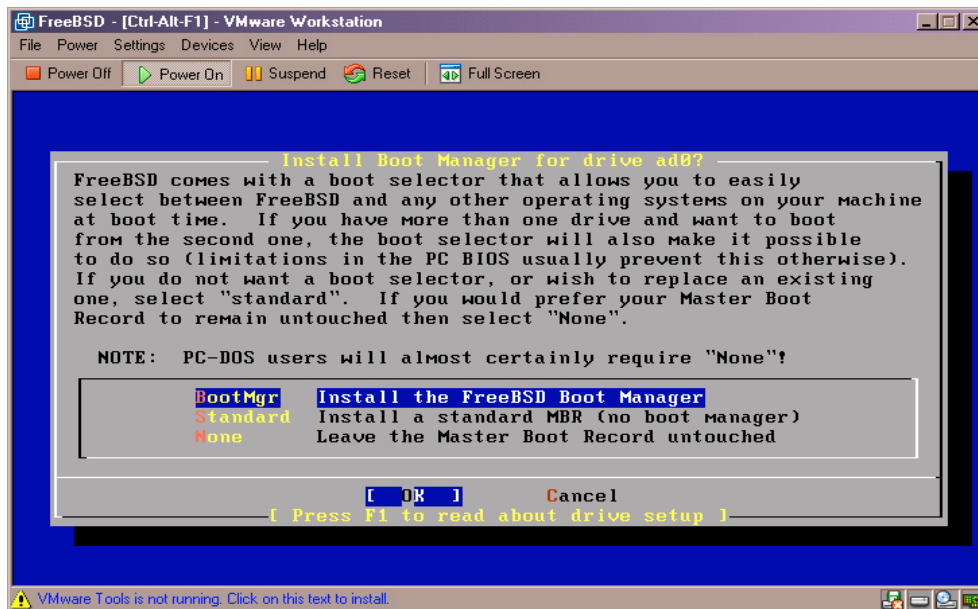 FreeBSD - [Ctrl-Alt-F1] - VMware Workstation
File Power Settings Devices View Help
Power Off Power On Suspend Reset Full Screen
Install Boot Manager for drive ad0?
FreeBSD comes with a boot selector that allows you to easily
select between FreeBSD and any other operating systems on your machine
at boot time. If you have more than one drive and want to boot
from the second one, the boot selector will also make it possible
to do so (limitations in the PC BIOS usually prevent this otherwise).
If you do not want a boot selector, or wish to replace an existing
one, select "standard". If you would prefer your Master Boot
Record to remain untouched then select "None".
NOTE: PC-DOS users will almost certainly require "None"!
BootMgr Install the FreeBSD Boot Manager
Standard Install a standard MBR (no boot manager)
None Leave the Master Boot Record untouched
[ OK ] Cancel
[ Press F1 to read about drive setup ]
VMware Tools is not running. Click on this text to install.